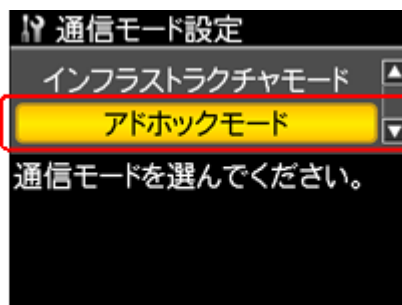 通信モード設定
インフラストラクチャモード
アドホックモード
通信モードを選んでください。